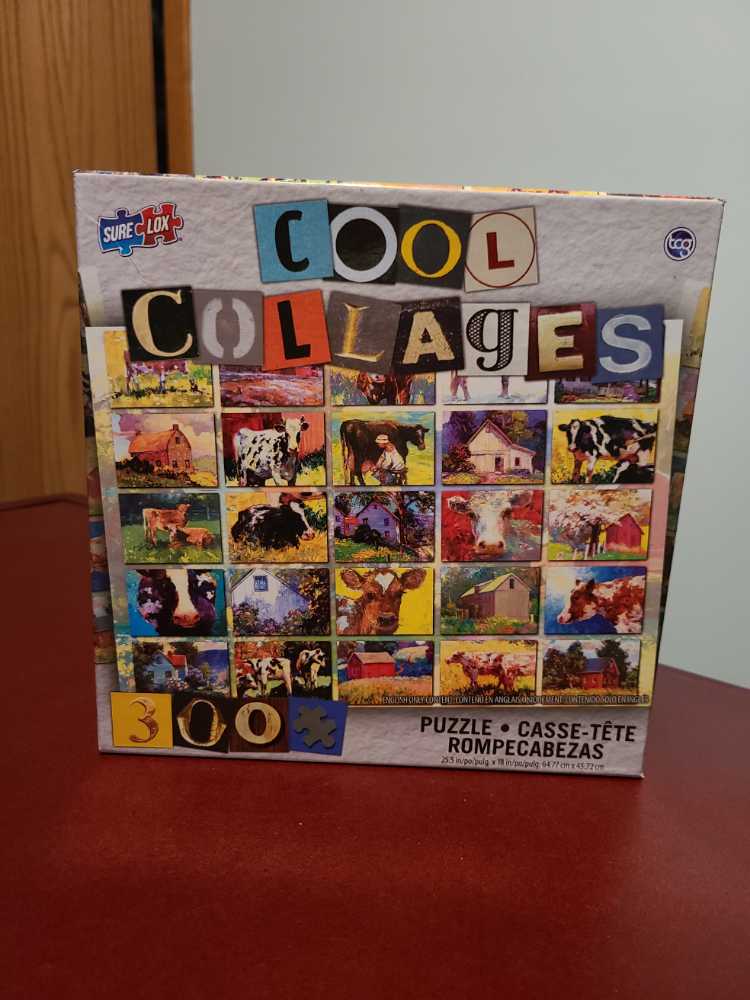 SURE LOX
tcg
COOL
COLLAGES
ENGLISH ONLY CONTENT. CONTENU EN ANGLAIS UNIQUEMENT. CONTENIDO SOLO EN INGLÉS
300
PUZZLE • CASSE-TÊTE
ROMPECABEZAS
25.5 in/po/pulg. x 18 in/po/pulg. 64.77 cm x 45.72 cm